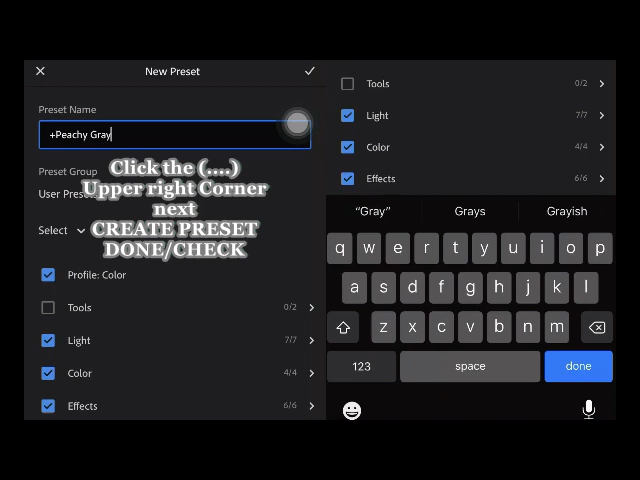 New Preset
Preset Name
+Peachy Gray
Preset Group
User Prese
Select
Click the (....)
Upper right Corner
next
CREATE PRESET
DONE/CHECK
Profile: Color
Tools 0/2
Light 7/7
Color 4/4
Effects 6/6
Tools 0/2
Light 7/7
Color 4/4
Effects 6/6
“Gray” Grays Grayish
q w e r t y u i o p
a s d f g h j k l
z x c v b n m
123 space done